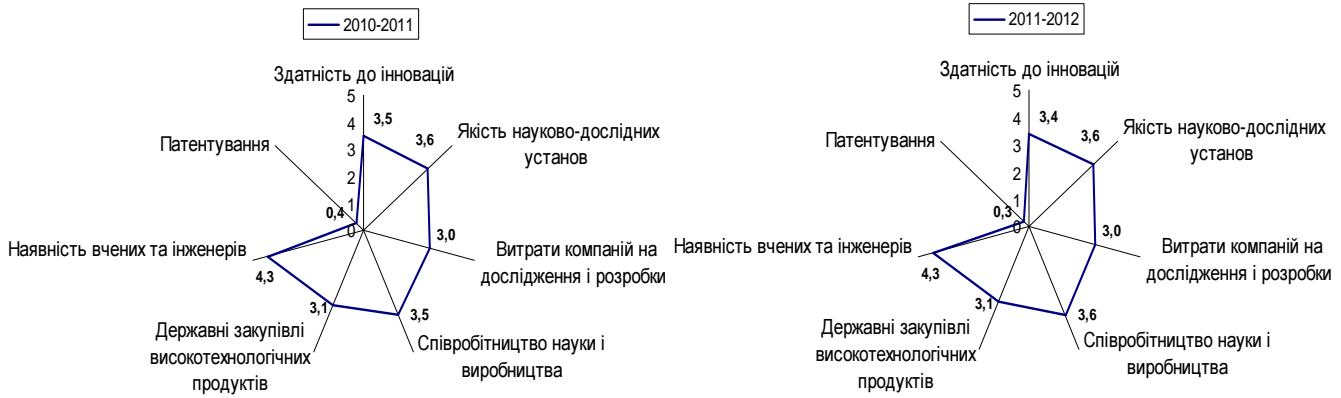 2010-2011
Здатність до інновацій
5
4
3
2
1
0
3,5
3,6
3,0
3,5
3,1
4,3
0,4
Якість науково-дослідних
установ
Витрати компаній на
дослідження і розробки
Співробітництво науки і
виробництва
Державні закупівлі
високотехнологічних
продуктів
Наявність вчених та інженерів
Патентування
2011-2012
Здатність до інновацій
5
4
3
2
1
0
3,4
3,6
3,0
3,6
3,1
4,3
0,3
Якість науково-дослідних
установ
Витрати компаній на
дослідження і розробки
Співробітництво науки і
виробництва
Державні закупівлі
високотехнологічних
продуктів
Наявність вчених та інженерів
Патентування